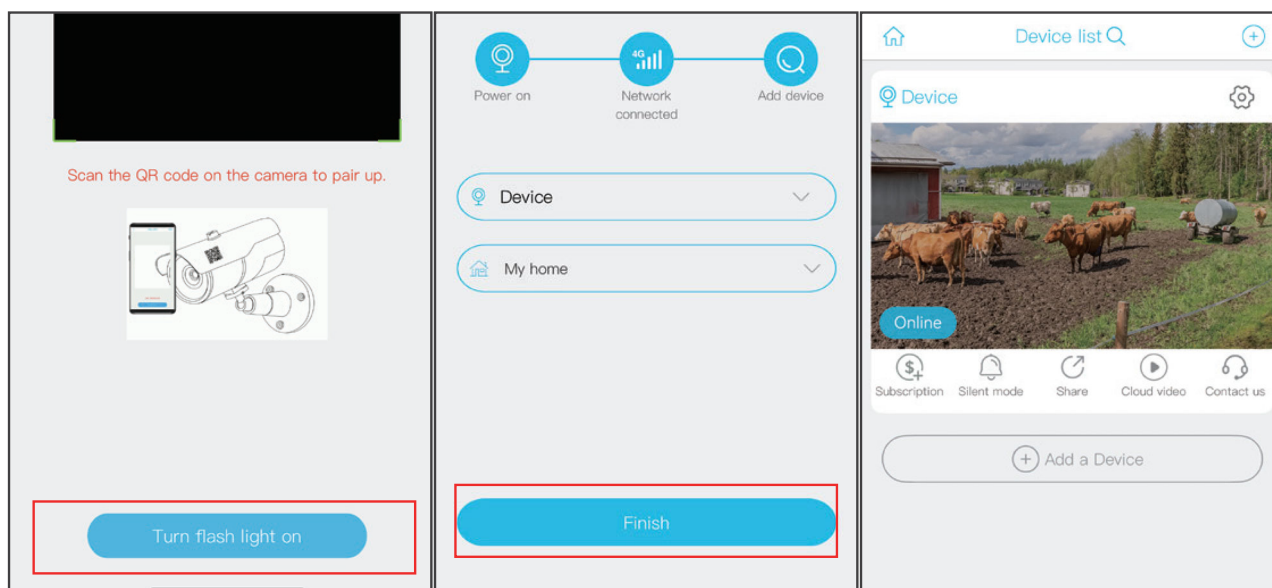 Scan the QR code on the camera to pair up.
Turn flash light on
4G
Power on
Network
connected
Add device
Device
My home
Finish
Device list
Device
Online
Subscription
Silent mode
Share
Cloud video
Contact us
Add a Device